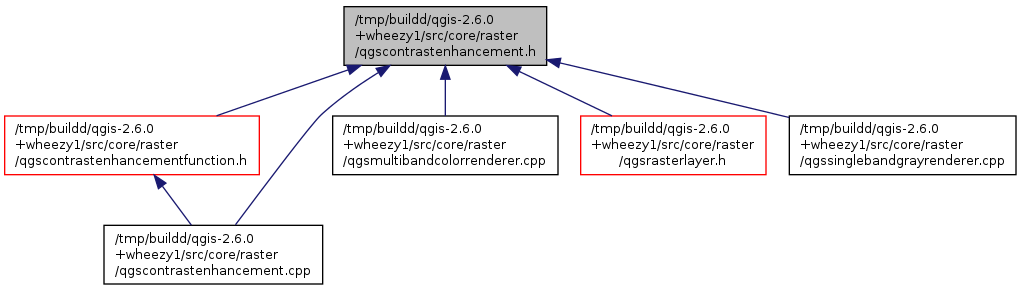 /tmp/buildd/qgis-2.6.0
+wheezy1/src/core/raster
/qgscontrastenhancement.h
/tmp/buildd/qgis-2.6.0
+wheezy1/src/core/raster
/qgscontrastenhancementfunction.h
/tmp/buildd/qgis-2.6.0
+wheezy1/src/core/raster
/qgsmultibandcolorrenderer.cpp
/tmp/buildd/qgis-2.6.0
+wheezy1/src/core/raster
/qgsrasterlayer.h
/tmp/buildd/qgis-2.6.0
+wheezy1/src/core/raster
/qgssinglebandgrayrenderer.cpp
/tmp/buildd/qgis-2.6.0
+wheezy1/src/core/raster
/qgscontrastenhancement.cpp